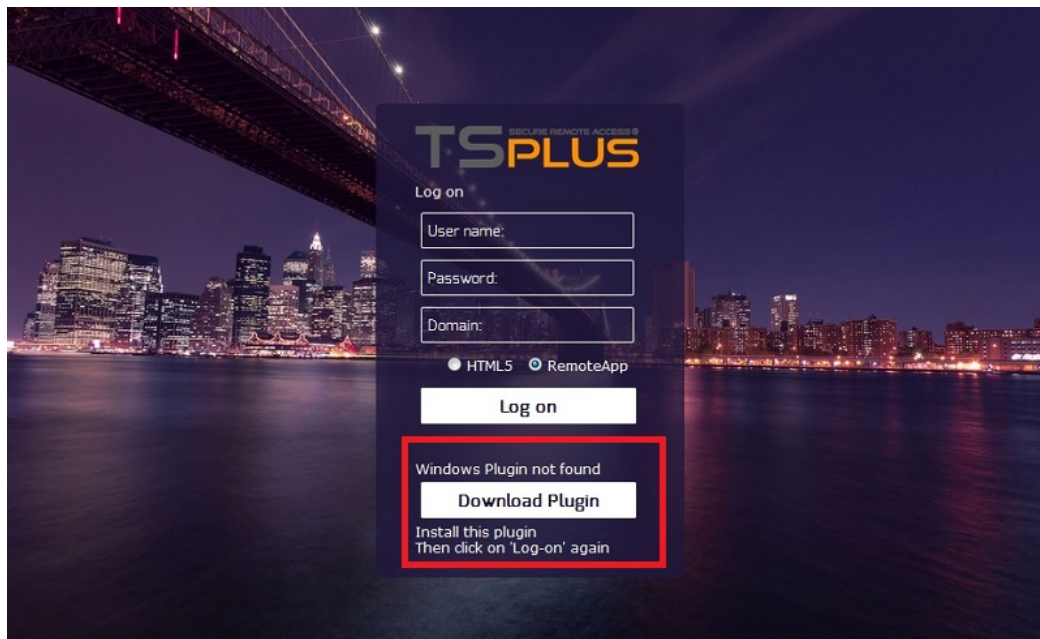 SECURE REMOTE ACCESS
TSPLUS
Log on
User name:
Password:
Domain:
HTML5 RemoteApp
Log on
Windows Plugin not found
Download Plugin
Install this plugin
Then click on 'Log-on' again